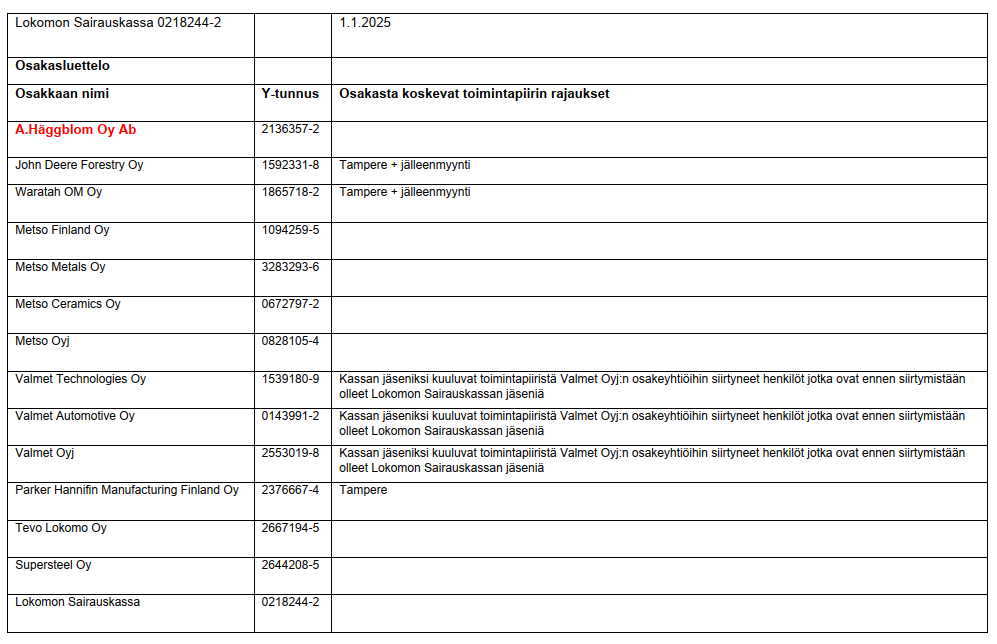 Lokomon Sairauskassa 0218244-2 1.1.2025
Osakasluettelo
Osakkaan nimi Y-tunnus Osakasta koskevat toimintapiirin rajaukset
A.Häggblom Oy Ab 2136357-2
John Deere Forestry Oy 1592331-8 Tampere + jälleenmyynti
Waratah OM Oy 1865718-2 Tampere + jälleenmyynti
Metso Finland Oy 1094259-5
Metso Metals Oy 3283293-6
Metso Ceramics Oy 0672797-2
Metso Oyj 0828105-4
Valmet Technologies Oy 1539180-9 Kassan jäseniksi kuuluvat toimintapiiristä Valmet Oyj:n osakeyhtiöihin siirtyneet henkilöt jotka ovat ennen siirtymistään
olleet Lokomon Sairauskassan jäseniä
Valmet Automotive Oy 0143991-2 Kassan jäseniksi kuuluvat toimintapiiristä Valmet Oyj:n osakeyhtiöihin siirtyneet henkilöt jotka ovat ennen siirtymistään
olleet Lokomon Sairauskassan jäseniä
Valmet Oyj 2553019-8 Kassan jäseniksi kuuluvat toimintapiiristä Valmet Oyj:n osakeyhtiöihin siirtyneet henkilöt jotka ovat ennen siirtymistään
olleet Lokomon Sairauskassan jäseniä
Parker Hannifin Manufacturing Finland Oy 2376667-4 Tampere
Tevo Lokomo Oy 2667194-5
Supersteel Oy 2644208-5
Lokomon Sairauskassa 0218244-2